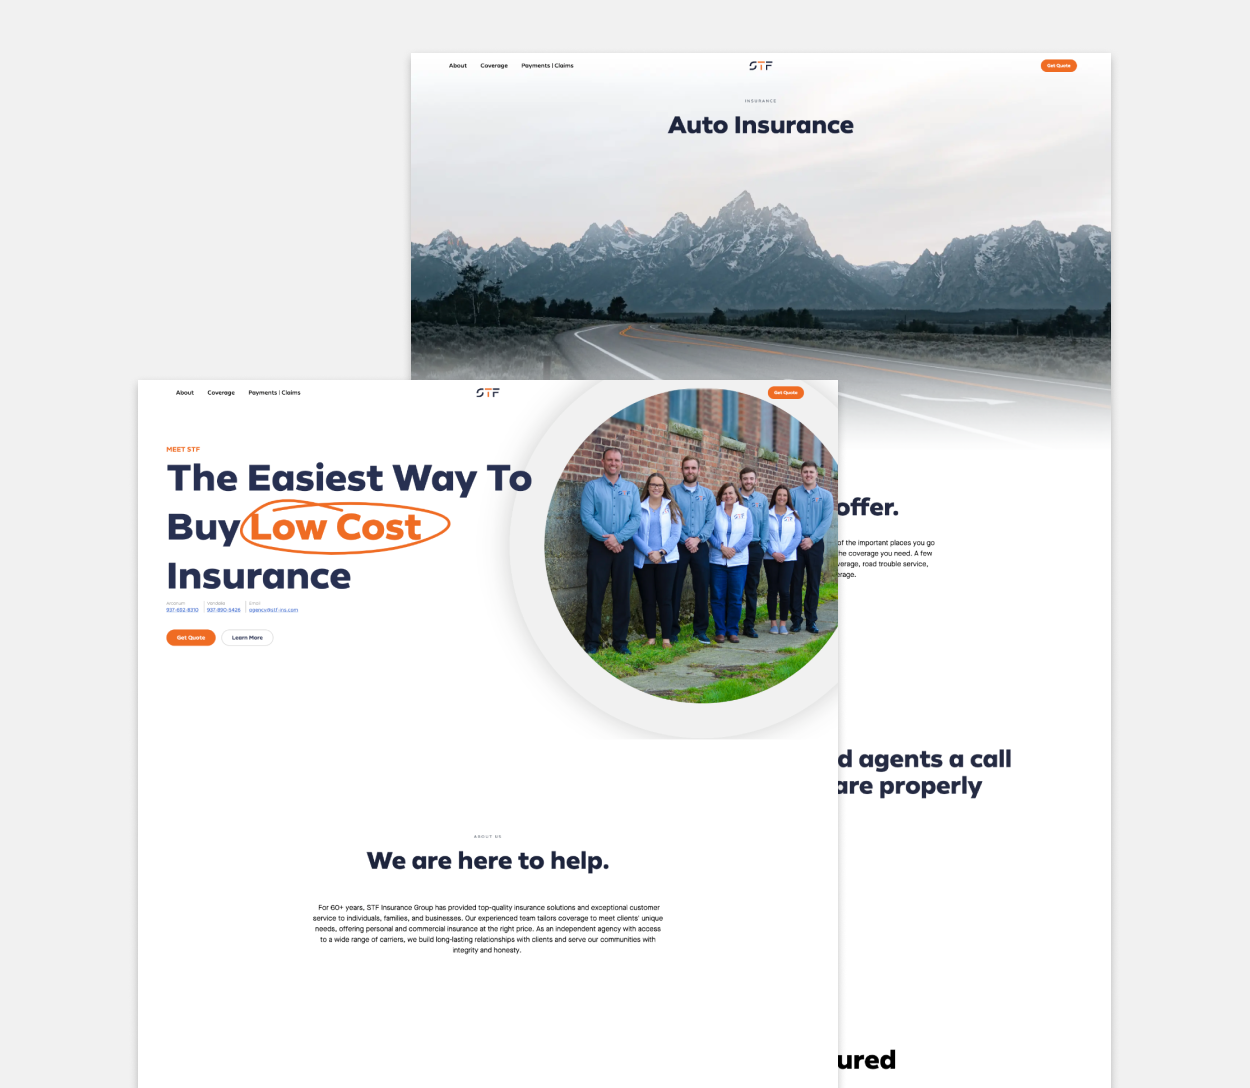 About Coverage Payments | Claims
STF
Get Quote
INSURANCE
Auto Insurance
offer.
of the important places you go
he coverage you need. A few
verage, road trouble service,
erage.
d agents a call
are properly
ured
About Coverage Payments | Claims
STF
Get Quote
MEET STF
The Easiest Way To
Buy Low Cost
Insurance
Versailles Email
937-692-8310 937-890-5426 agency@stf-ins.com
Get Quote Learn More
ABOUT US
We are here to help.
For 60+ years, STF Insurance Group has provided top-quality insurance solutions and exceptional customer
service to individuals, families, and businesses. Our experienced team tailors coverage to meet clients' unique
needs, offering personal and commercial insurance at the right price. As an independent agency with access
to a wide range of carriers, we build long-lasting relationships with clients and serve our communities with
integrity and honesty.